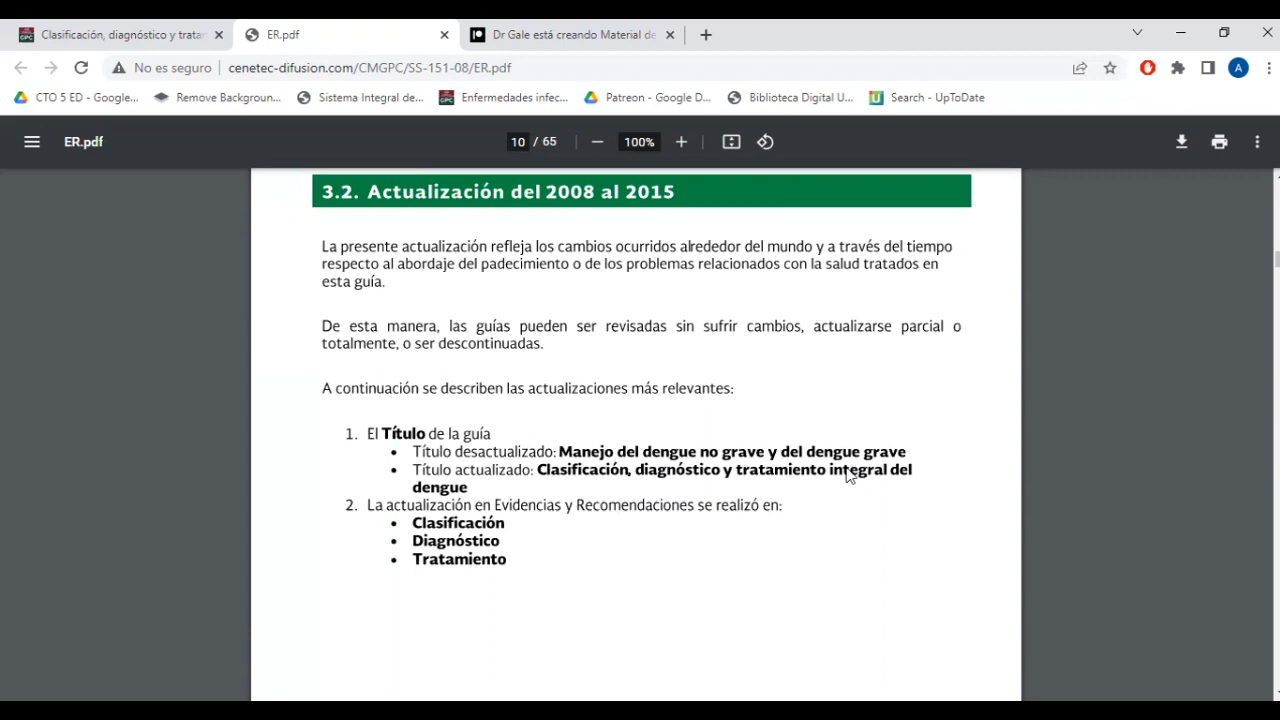 Clasificación, diagnóstico y trata
ER.pdf
Dr Gale está creando Material de
No es seguro
cenetec-difusion.com/CMGPC/SS-151-08/ER.pdf
A
CTO 5 ED - Google...
Remove Backgroun...
Sistema Integral de...
GPC
Enfermedades infec...
Patreon - Google D...
Biblioteca Digital U...
Search - UpToDate
ER.pdf
10 / 65
100%
3.2. Actualización del 2008 al 2015
La presente actualización refleja los cambios ocurridos alrededor del mundo y a través del tiempo
respecto al abordaje del padecimiento o de los problemas relacionados con la salud tratados en
esta guía.
De esta manera, las guías pueden ser revisadas sin sufrir cambios, actualizarse parcial o
totalmente, o ser descontinuadas.
A continuación se describen las actualizaciones más relevantes:
1. El Título de la guía
• Título desactualizado: Manejo del dengue no grave y del dengue grave
• Título actualizado: Clasificación, diagnóstico y tratamiento integral del
dengue
2. La actualización en Evidencias y Recomendaciones se realizó en:
• Clasificación
• Diagnóstico
• Tratamiento